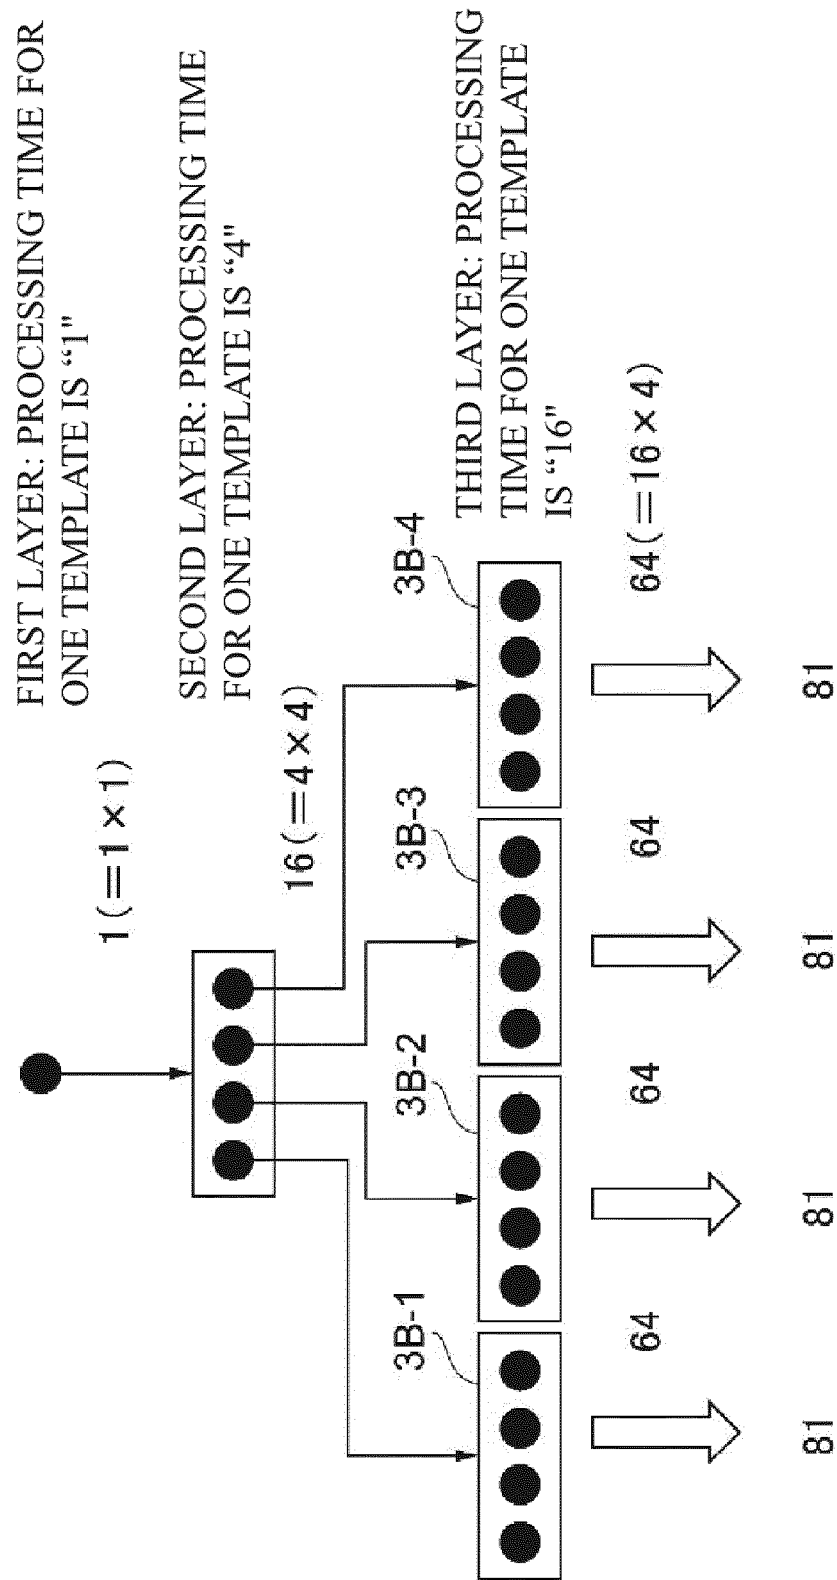 FIRST LAYER: PROCESSING TIME FOR
ONE TEMPLATE IS “1"
1(=1×1)
SECOND LAYER: PROCESSING TIME
FOR ONE TEMPLATE IS “4"
16(=4×4)
3B-1
3B-2
3B-3
3B-4
THIRD LAYER: PROCESSING
TIME FOR ONE TEMPLATE
IS “16"
64
64
64
64(=16×4)
81
81
81
81